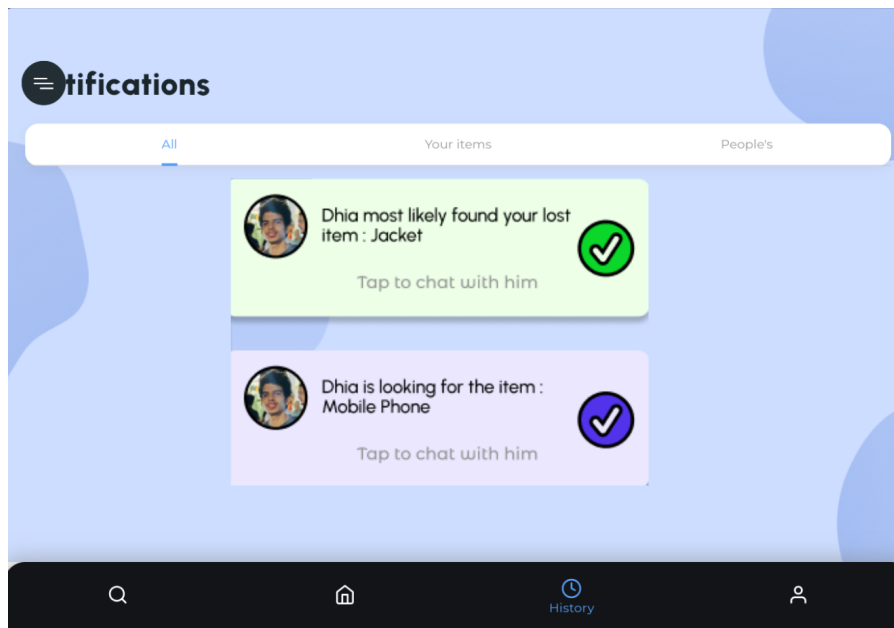 tifications
All
Your items
People's
Dhia most likely found your lost
item : Jacket
Tap to chat with him
Dhia is looking for the item :
Mobile Phone
Tap to chat with him
History